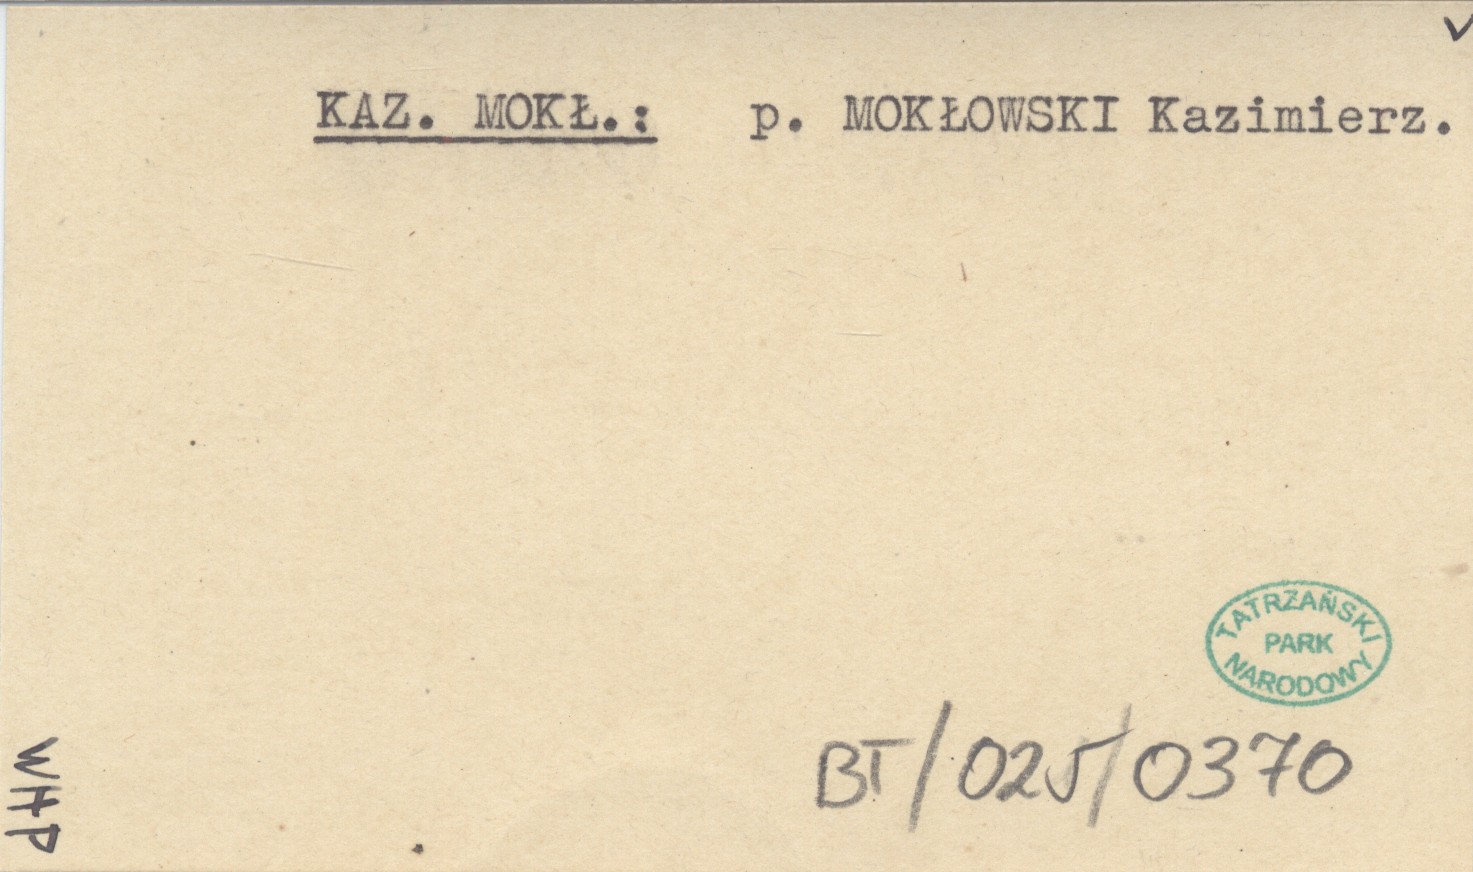 V
KAZ. MOKŁ.: p. MOKŁOWSKI Kazimierz.
TATRZAŃSKI
PARK
NARODOWY
BT/025/0370
WHP